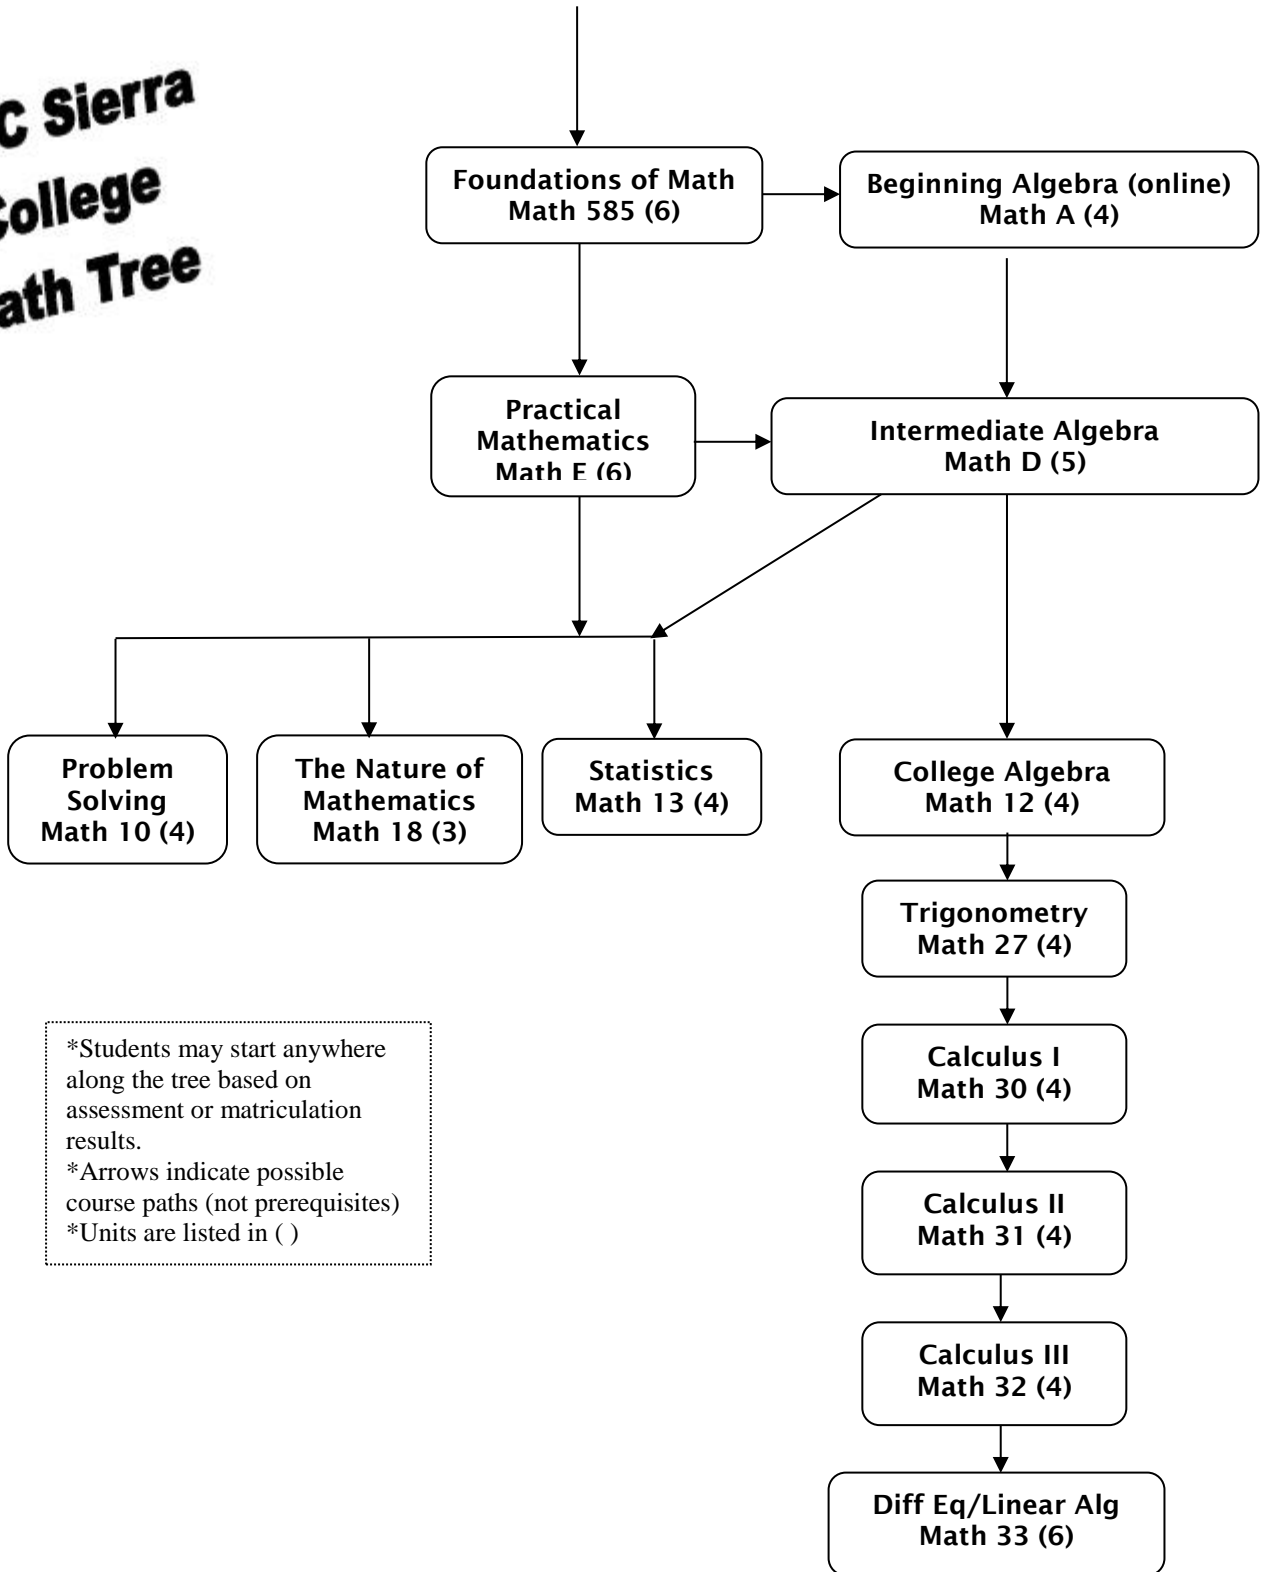 C Sierra
College
ath Tree
Foundations of Math
Math 585 (6)
Beginning Algebra (online)
Math A (4)
Practical
Mathematics
Math E (6)
Intermediate Algebra
Math D (5)
Problem
Solving
Math 10 (4)
The Nature of
Mathematics
Math 18 (3)
Statistics
Math 13 (4)
College Algebra
Math 12 (4)
Trigonometry
Math 27 (4)
Calculus I
Math 30 (4)
Calculus II
Math 31 (4)
Calculus III
Math 32 (4)
Diff Eq/Linear Alg
Math 33 (6)
*Students may start anywhere
along the tree based on
assessment or matriculation
results.
*Arrows indicate possible
course paths (not prerequisites)
*Units are listed in ( )